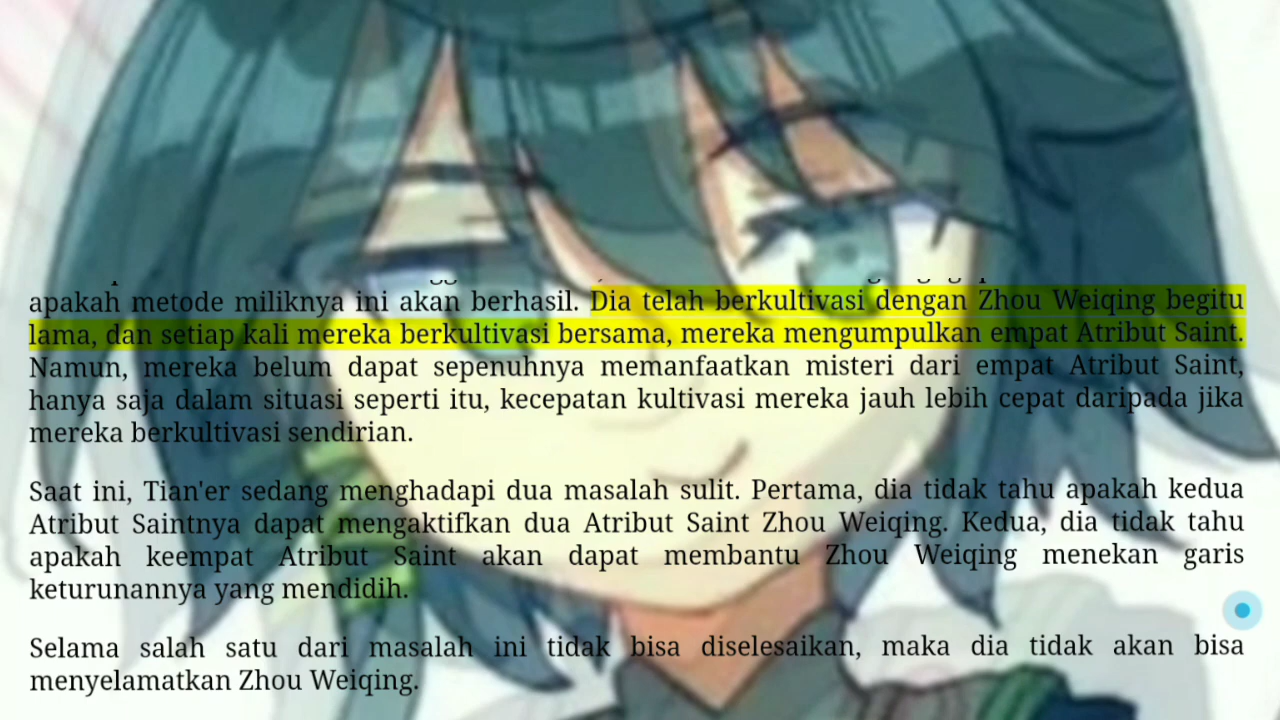 apakah metode miliknya ini akan berhasil. Dia telah berkultivasi dengan Zhou Weiqing begitu
lama, dan setiap kali mereka berkultivasi bersama, mereka mengumpulkan empat Atribut Saint.
Namun, mereka belum dapat sepenuhnya memanfaatkan misteri dari empat Atribut Saint,
hanya saja dalam situasi seperti itu, kecepatan kultivasi mereka jauh lebih cepat daripada jika
mereka berkultivasi sendirian.
Saat ini, Tian'er sedang menghadapi dua masalah sulit. Pertama, dia tidak tahu apakah kedua
Atribut Saintnya dapat mengaktifkan dua Atribut Saint Zhou Weiqing. Kedua, dia tidak tahu
apakah keempat Atribut Saint akan dapat membantu Zhou Weiqing menekan garis
keturunannya yang mendidih.
Selama salah satu dari masalah ini tidak bisa diselesaikan, maka dia tidak akan bisa
menyelamatkan Zhou Weiqing.